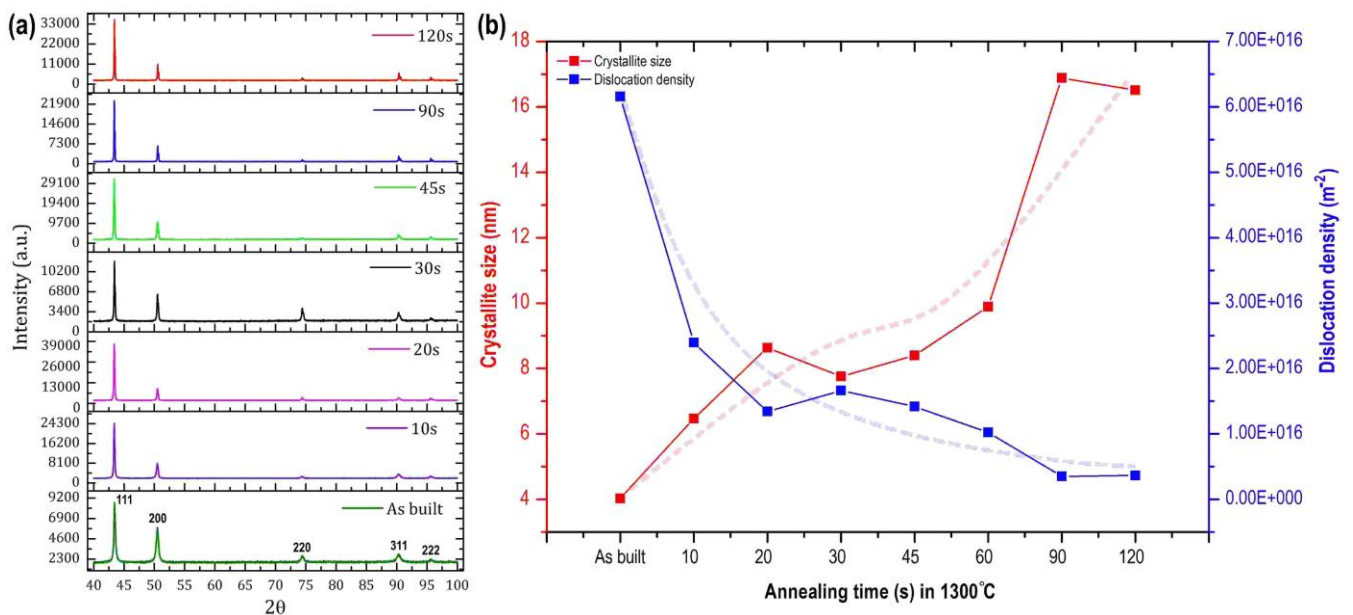 (a)
Intensity (a.u.)
33000
22000
11000
0
120s
21900
14600
7300
0
90s
29100
19400
9700
0
45s
10200
6800
3400
0
30s
39000
26000
13000
0
20s
24300
16200
8100
0
10s
9200
6900
4600
2300
As built
111
200
220
311
222
40 45 50 55 60 65 70 75 80 85 90 95 100
2θ
(b)
Crystallite size
Dislocation density
Crystallite size (nm)
18
16
14
12
10
8
6
4
7.00E+016
6.00E+016
5.00E+016
4.00E+016
3.00E+016
2.00E+016
1.00E+016
0.00E+000
Dislocation density (m⁻²)
As built 10 20 30 45 60 90 120
Annealing time (s) in 1300°C